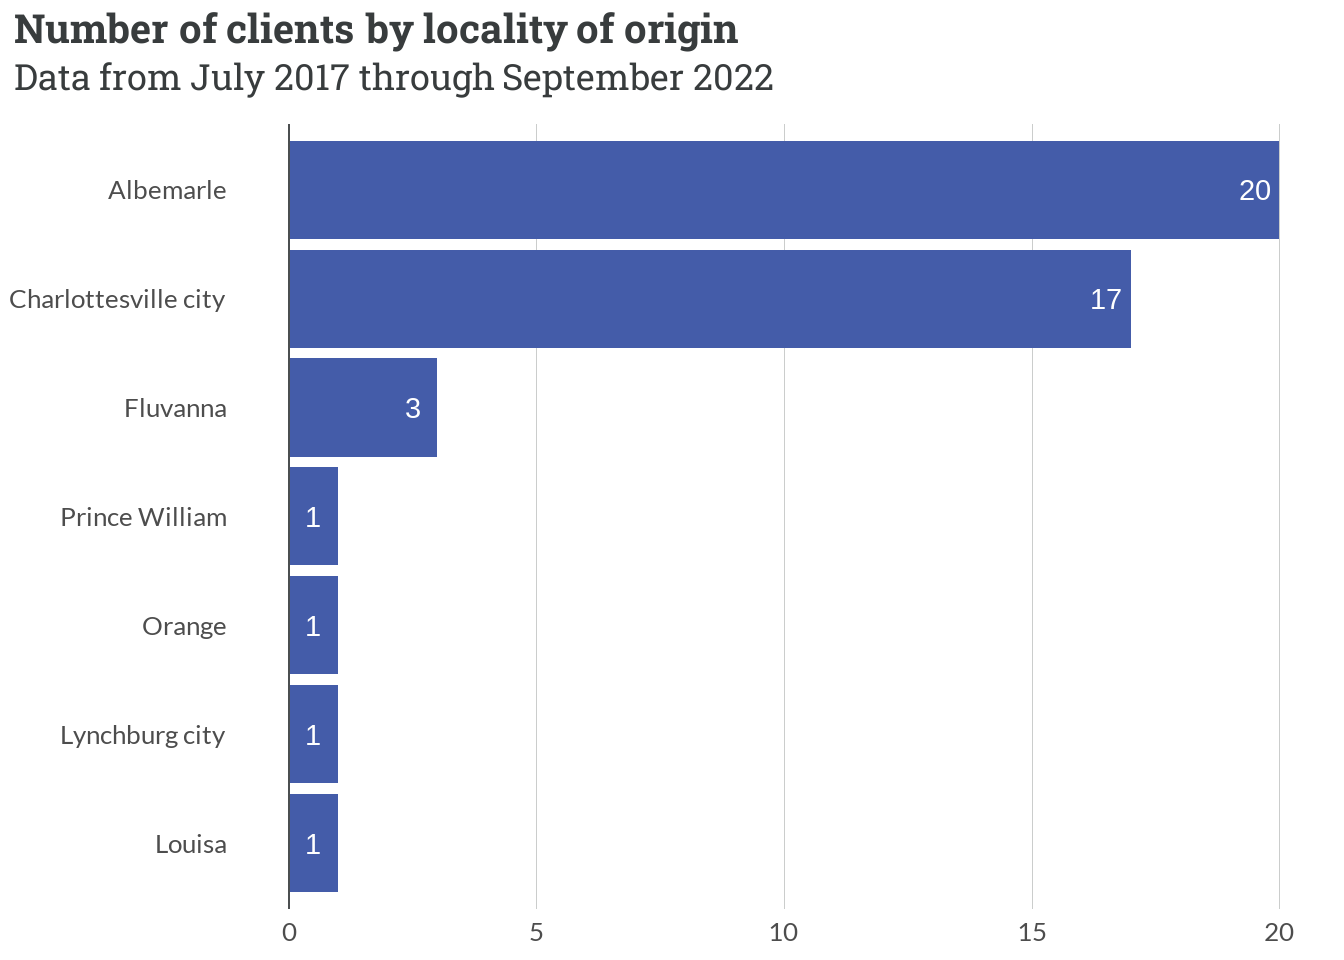 Number of clients by locality of origin
Data from July 2017 through September 2022
Albemarle 20
Charlottesville city 17
Fluvanna 3
Prince William 1
Orange 1
Lynchburg city 1
Louisa 1
0 5 10 15 20